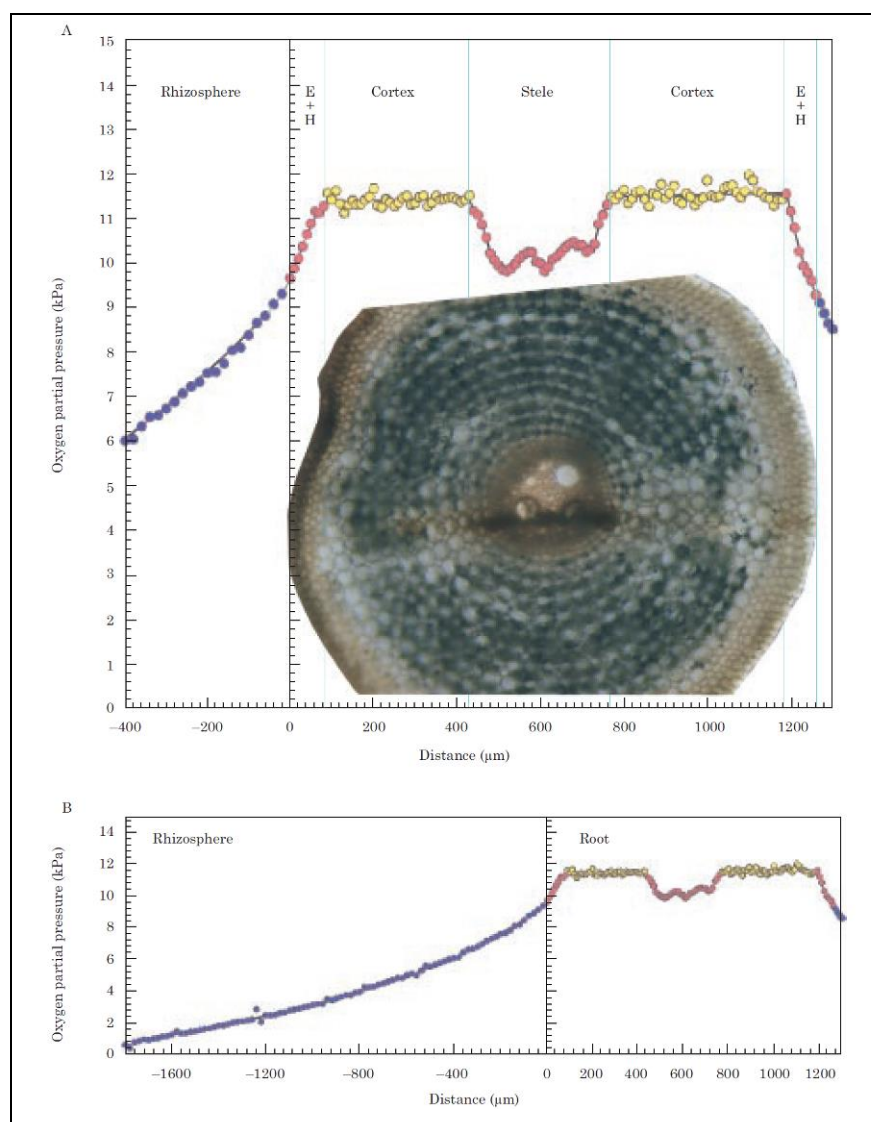 A
15
14
13
12
11
10
9
8
7
6
5
4
3
2
1
0
Oxygen partial pressure (kPa)
Rhizosphere
E
+
H
Cortex
Stele
Cortex
E
+
H
–400
–200
0
200
400
600
800
1000
1200
Distance (µm)
B
14
12
10
8
6
4
2
0
Oxygen partial pressure (kPa)
Rhizosphere
Root
–1600
–1200
–800
–400
0
200
400
600
800
1000
1200
Distance (µm)